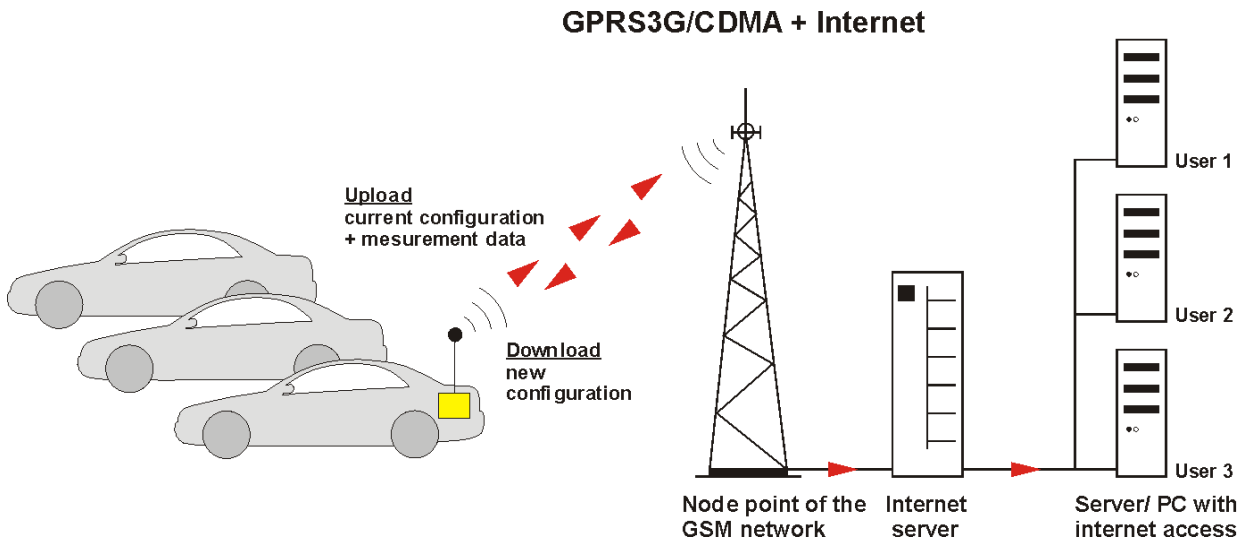 GPRS3G/CDMA + Internet
User 1
Upload
current configuration
+ mesurement data
User 2
Download
new
configuration
User 3
Node point of the
GSM network
Internet
server
Server/ PC with
internet access